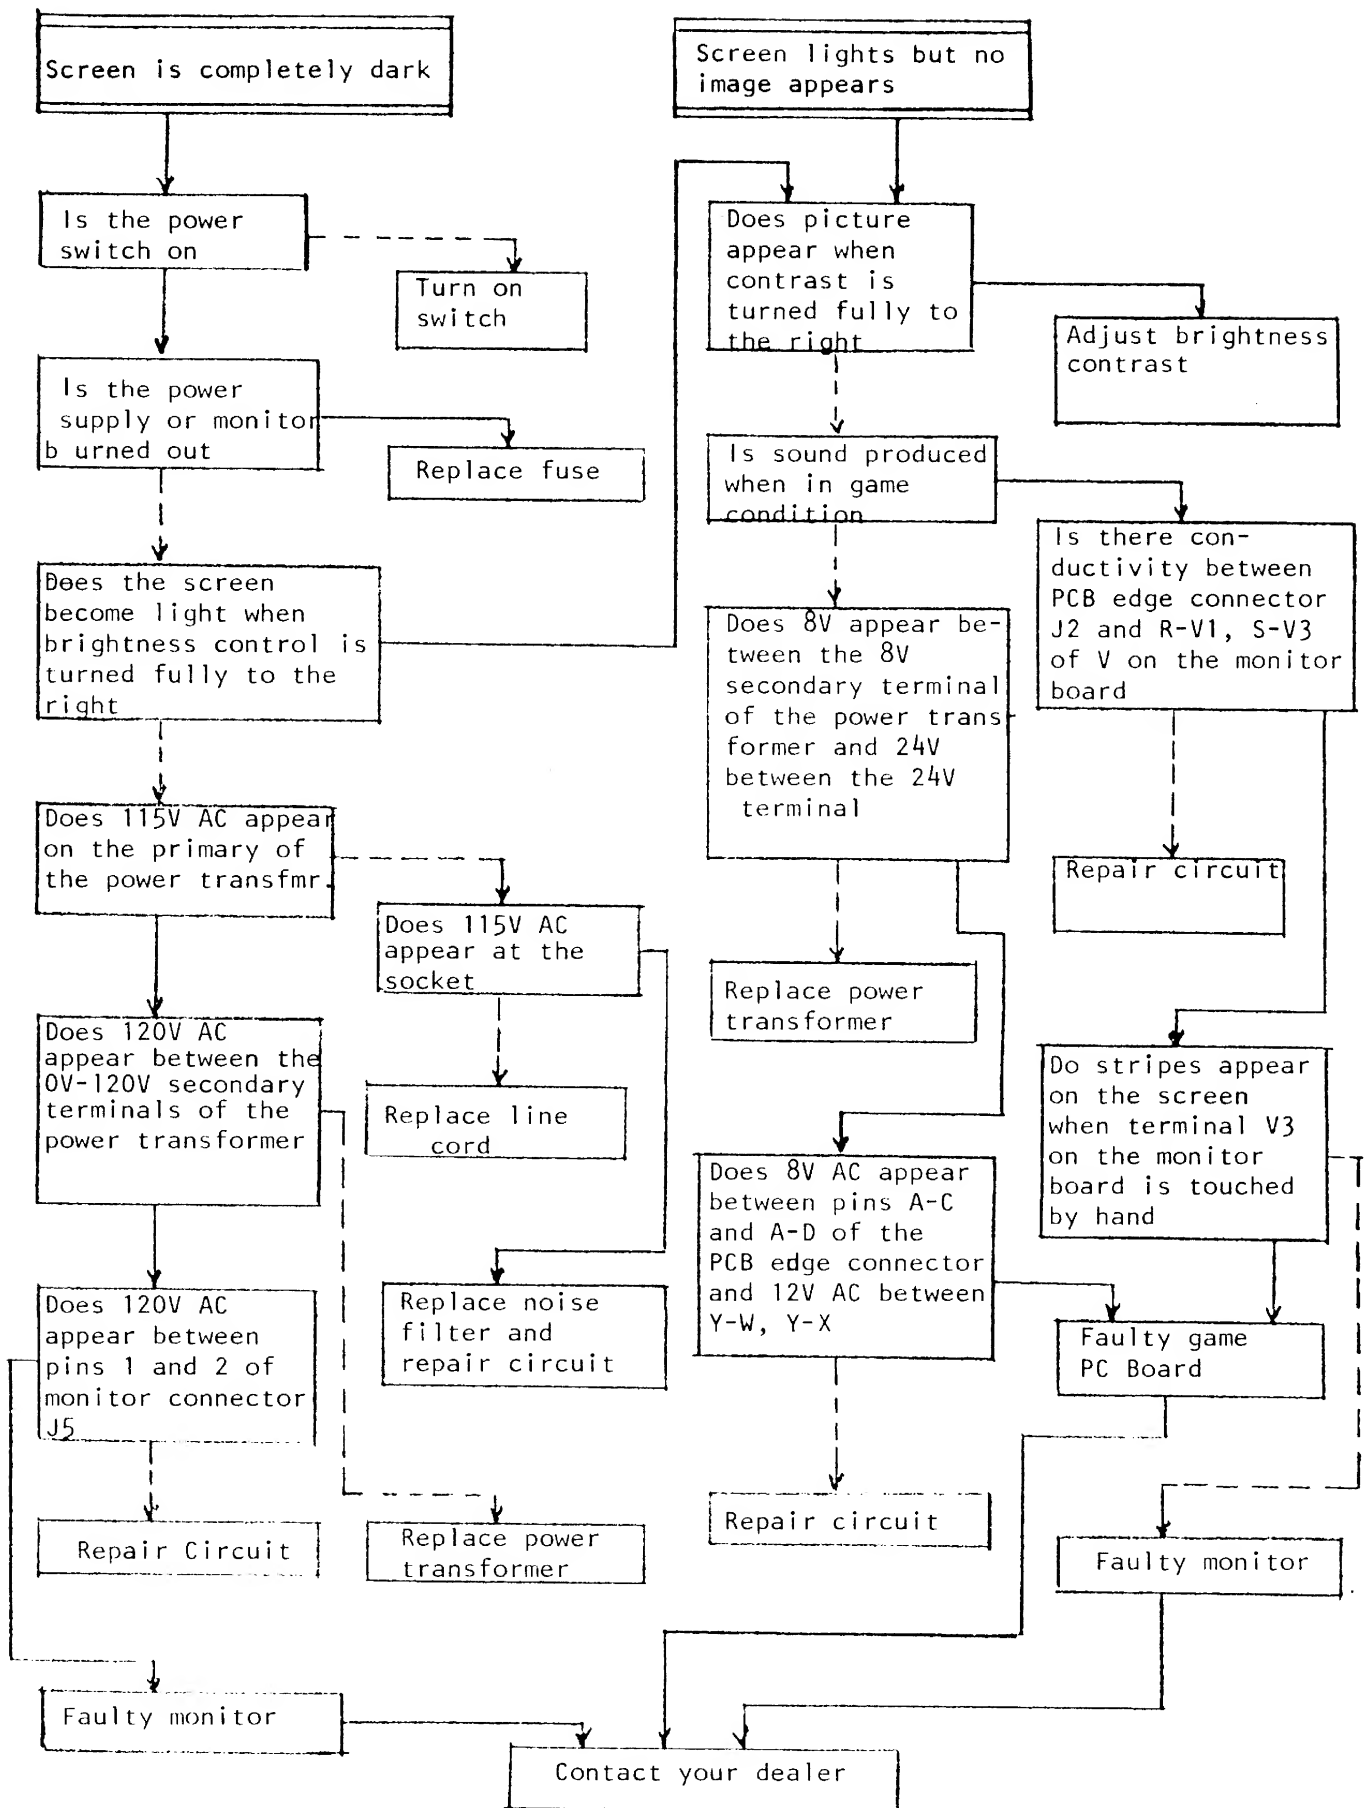 Screen is completely dark
Is the power
switch on
Turn on
switch
Is the power
supply or monitor
b urned out
Replace fuse
Does the screen
become light when
brightness control is
turned fully to the
right
Does 115V AC appear
on the primary of
the power transfmr.
Does 115V AC
appear at the
socket
Replace line
cord
Does 120V AC
appear between the
0V-120V secondary
terminals of the
power transformer
Replace noise
filter and
repair circuit
Does 120V AC
appear between
pins 1 and 2 of
monitor connector
J5
Repair Circuit
Replace power
transformer
Faulty monitor
Screen lights but no
image appears
Does picture
appear when
contrast is
turned fully to
the right
Adjust brightness
contrast
Is sound produced
when in game
condition
Is there con-
ductivity between
PCB edge connector
J2 and R-V1, S-V3
of V on the monitor
board
Does 8V appear be-
tween the 8V
secondary terminal
of the power trans
former and 24V
between the 24V
terminal
Repair circuit
Replace power
transformer
Do stripes appear
on the screen
when terminal V3
on the monitor
board is touched
by hand
Does 8V AC appear
between pins A-C
and A-D of the
PCB edge connector
and 12V AC between
Y-W, Y-X
Faulty game
PC Board
Repair circuit
Faulty monitor
Contact your dealer